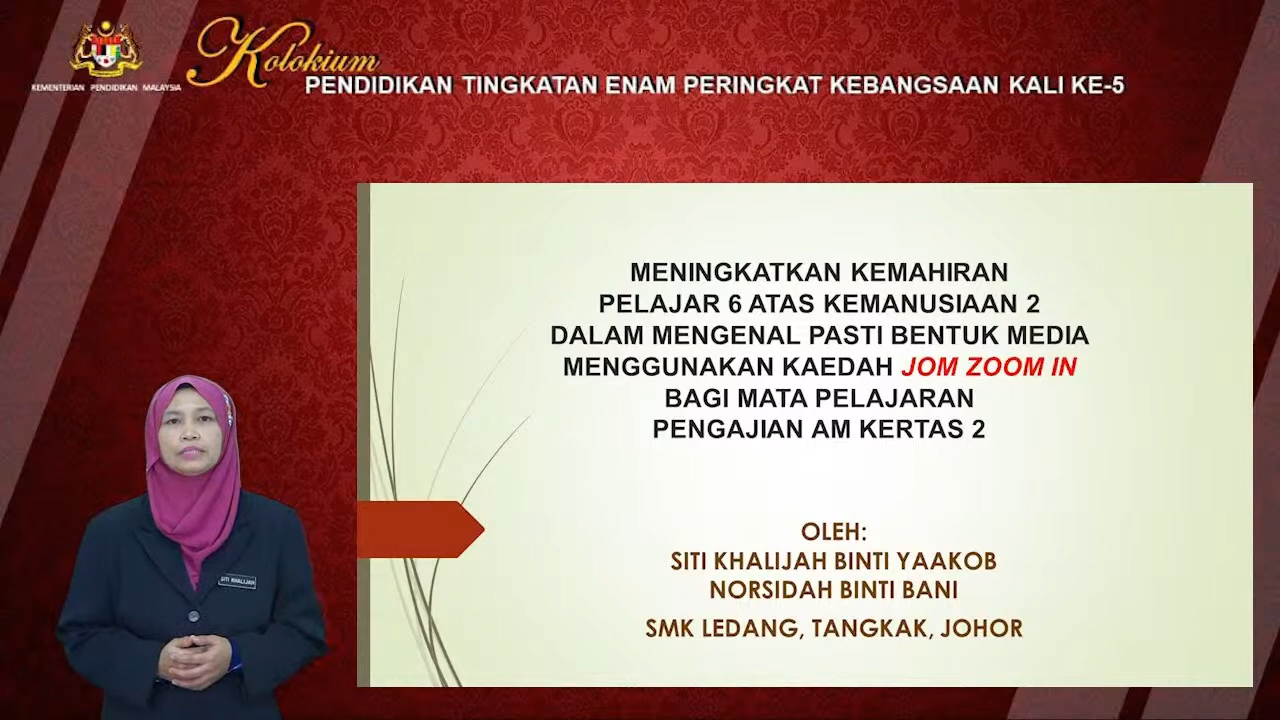 KEMENTERIAN PENDIDIKAN MALAYSIA
Kolokium
PENDIDIKAN TINGKATAN ENAM PERINGKAT KEBANGSAAN KALI KE-5
MENINGKATKAN KEMAHIRAN
PELAJAR 6 ATAS KEMANUSIAAN 2
DALAM MENGENAL PASTI BENTUK MEDIA
MENGGUNAKAN KAEDAH JOM ZOOM IN
BAGI MATA PELAJARAN
PENGAJIAN AM KERTAS 2
OLEH:
SITI KHALIJAH BINTI YAAKOB
NORSIDAH BINTI BANI
SMK LEDANG, TANGKAK, JOHOR
SITI KHALIJAH